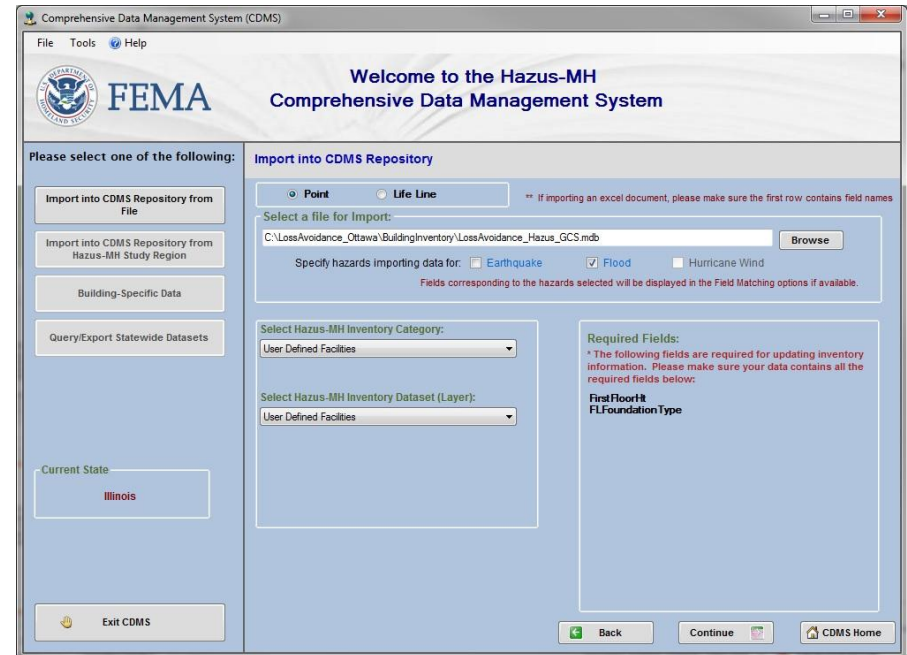 Comprehensive Data Management System (CDMS)
File Tools Help
FEMA
Welcome to the Hazus-MH
Comprehensive Data Management System
Please select one of the following:
Import into CDMS Repository from
File
Import into CDMS Repository from
Hazus-MH Study Region
Building-Specific Data
Query/Export Statewide Datasets
Current State
Illinois
Exit CDMS
Import into CDMS Repository
Point Life Line
** If importing an excel document, please make sure the first row contains field names
Select a file for Import:
C:\LossAvoidance_Ottawa\BuildingInventory\LossAvoidance_Hazus_GCS.mdb
Browse
Specify hazards importing data for: Earthquake Flood Hurricane Wind
Fields corresponding to the hazards selected will be displayed in the Field Matching options if available.
Select Hazus-MH Inventory Category:
User Defined Facilities
Select Hazus-MH Inventory Dataset (Layer):
User Defined Facilities
Required Fields:
* The following fields are required for updating inventory
information. Please make sure your data contains all the
required fields below:
FirstFloorHt
FLFoundationType
Back
Continue
CDMS Home